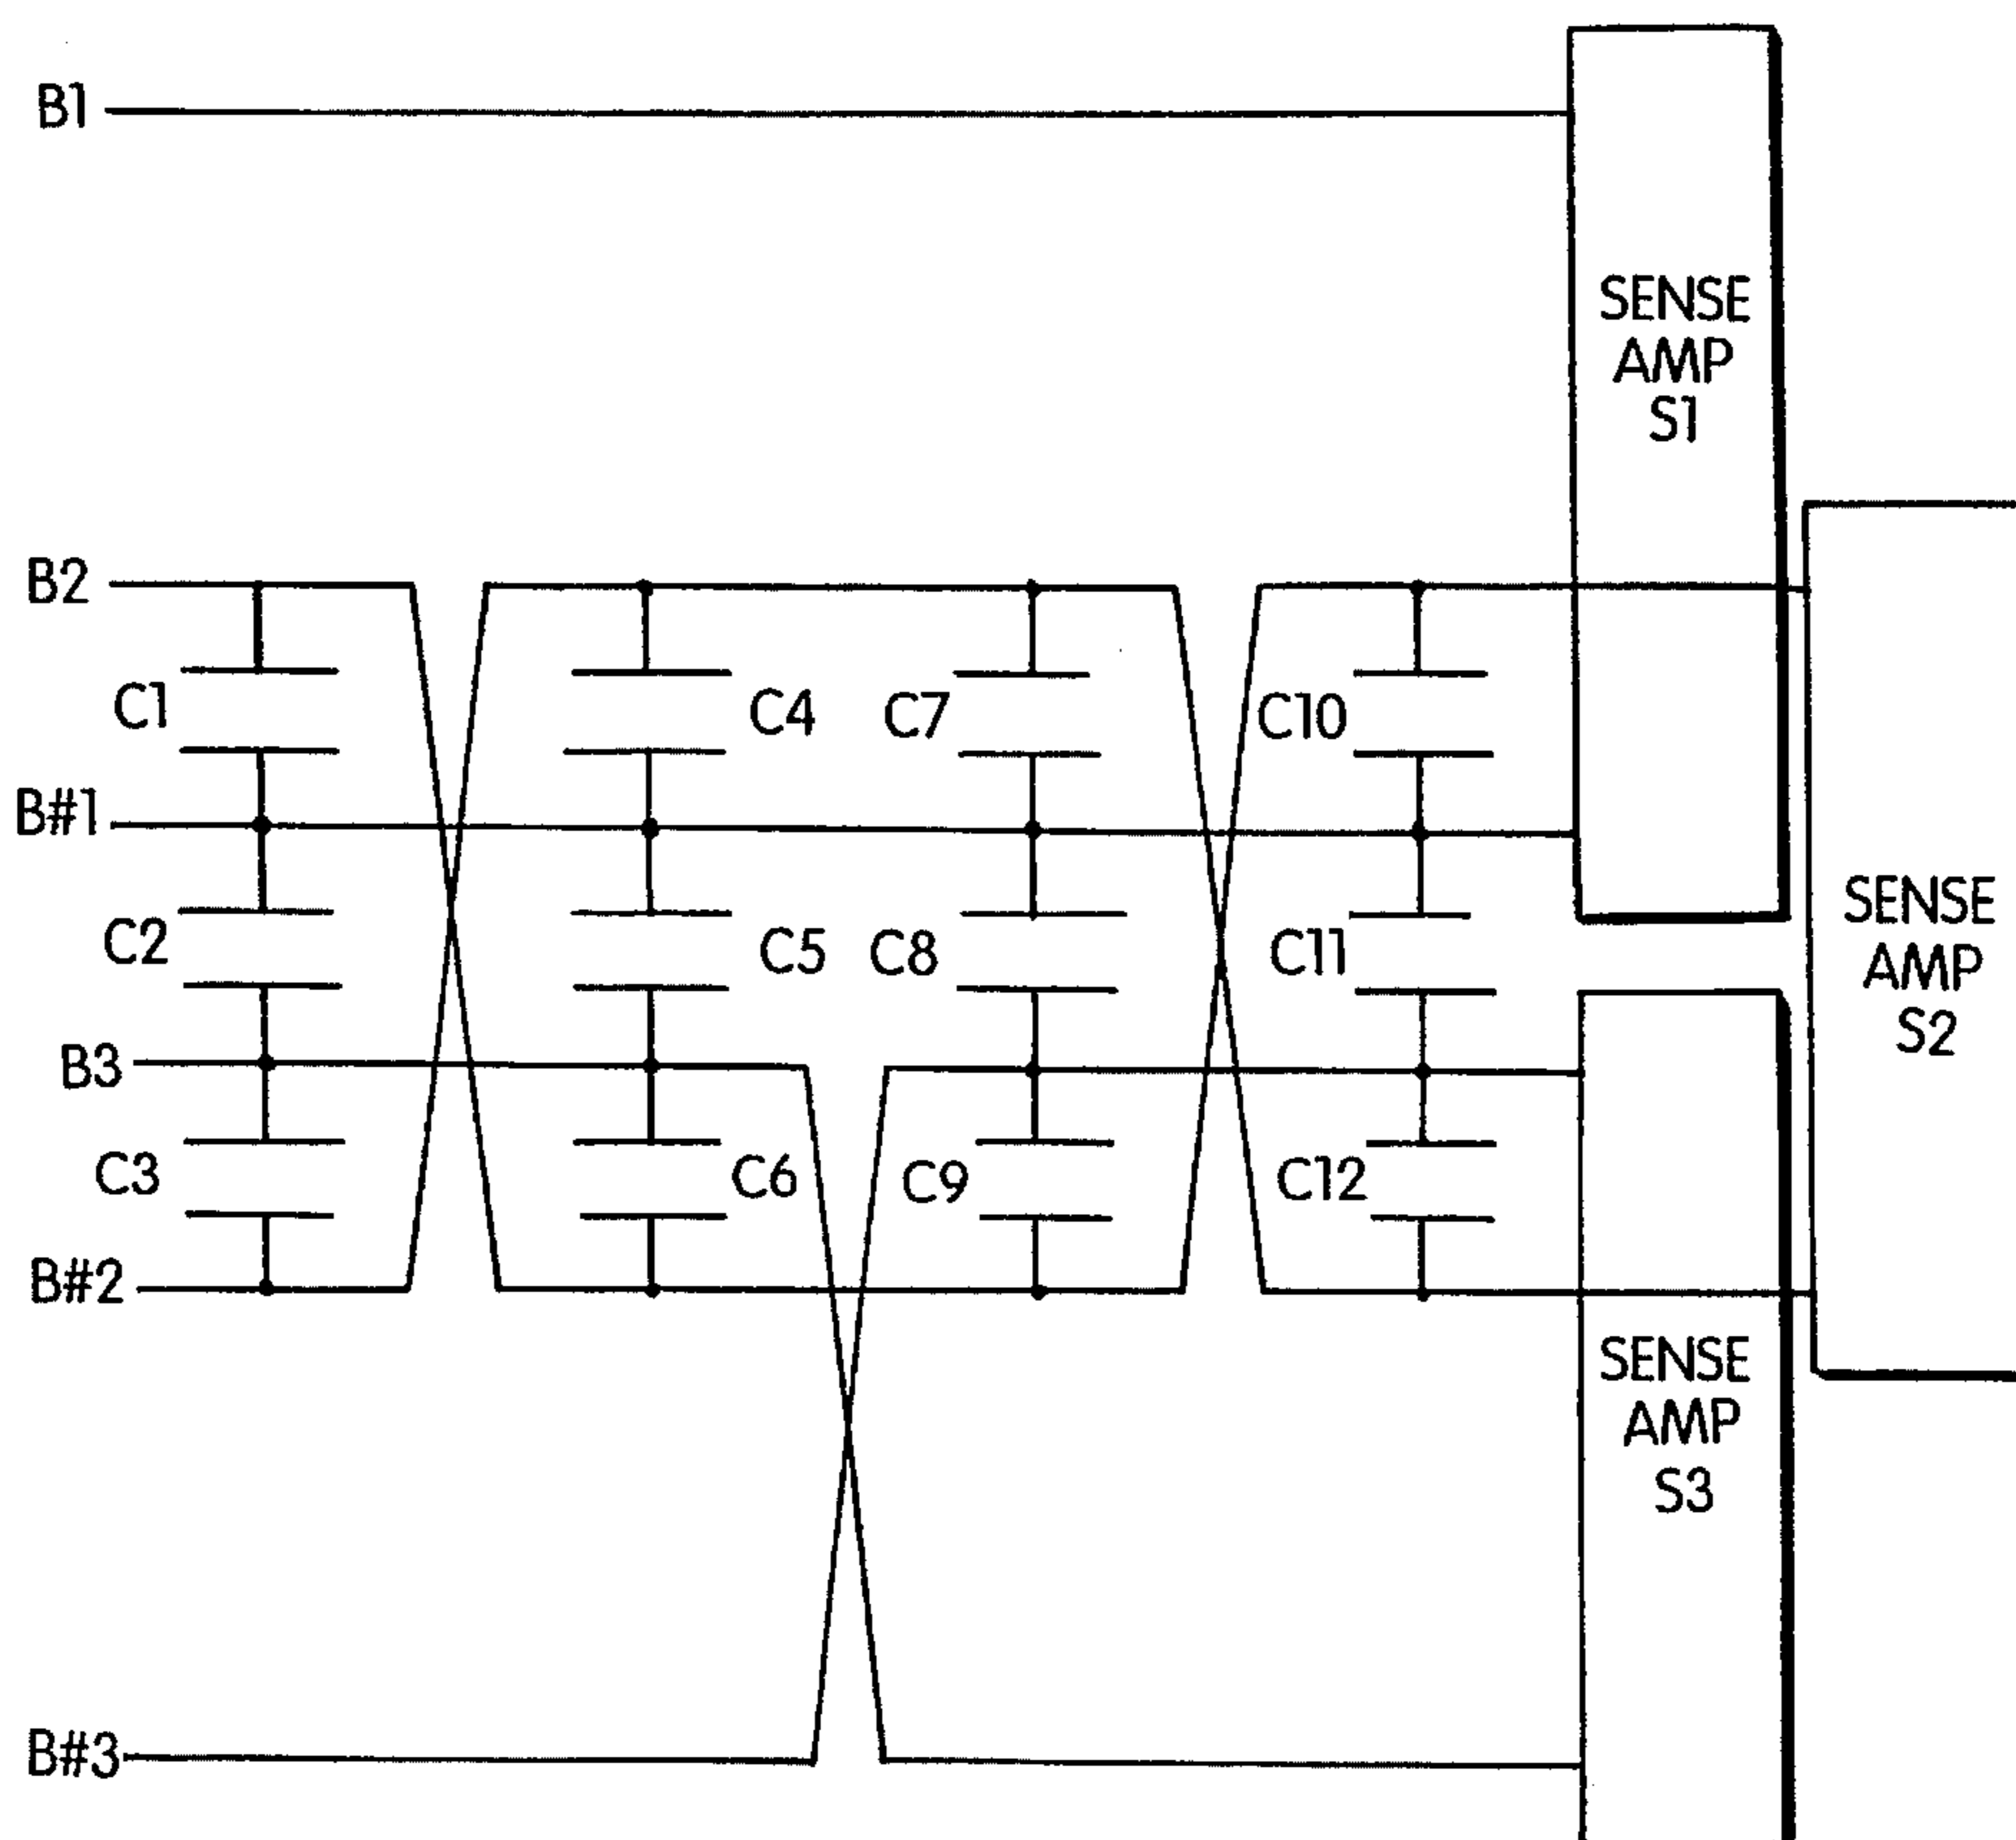 B1
SENSE
AMP
S1
B2
C1
C4
C7
C10
B#1
C2
C5
C8
C11
SENSE
AMP
S2
B3
C3
C6
C9
C12
B#2
SENSE
AMP
S3
B#3